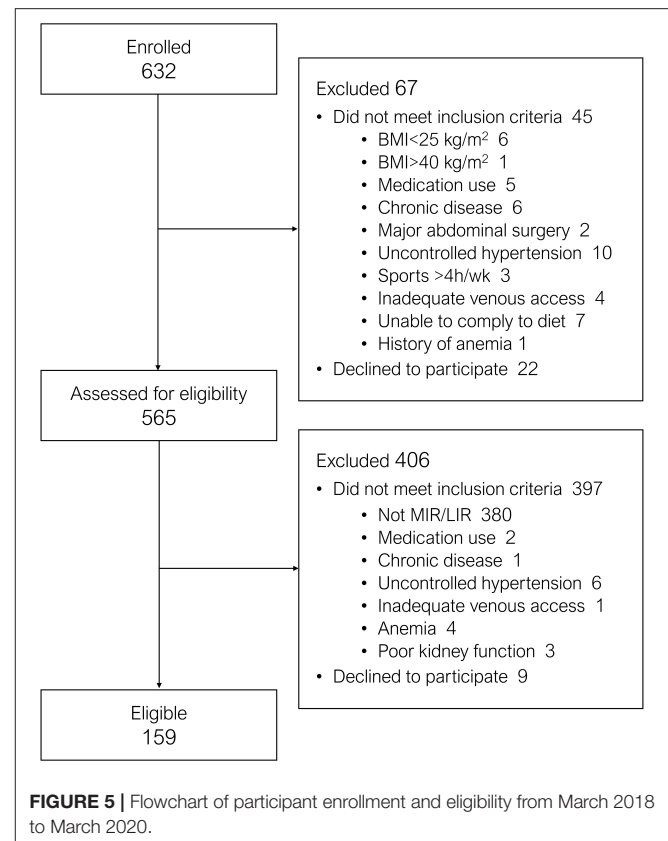 Enrolled
632
Excluded 67
• Did not meet inclusion criteria 45
• BMI<25 kg/m² 6
• BMI>40 kg/m² 1
• Medication use 5
• Chronic disease 6
• Major abdominal surgery 2
• Uncontrolled hypertension 10
• Sports >4h/wk 3
• Inadequate venous access 4
• Unable to comply to diet 7
• History of anemia 1
• Declined to participate 22
Assessed for eligibility
565
Excluded 406
• Did not meet inclusion criteria 397
• Not MIR/LIR 380
• Medication use 2
• Chronic disease 1
• Uncontrolled hypertension 6
• Inadequate venous access 1
• Anemia 4
• Poor kidney function 3
• Declined to participate 9
Eligible
159
FIGURE 5 | Flowchart of participant enrollment and eligibility from March 2018
to March 2020.